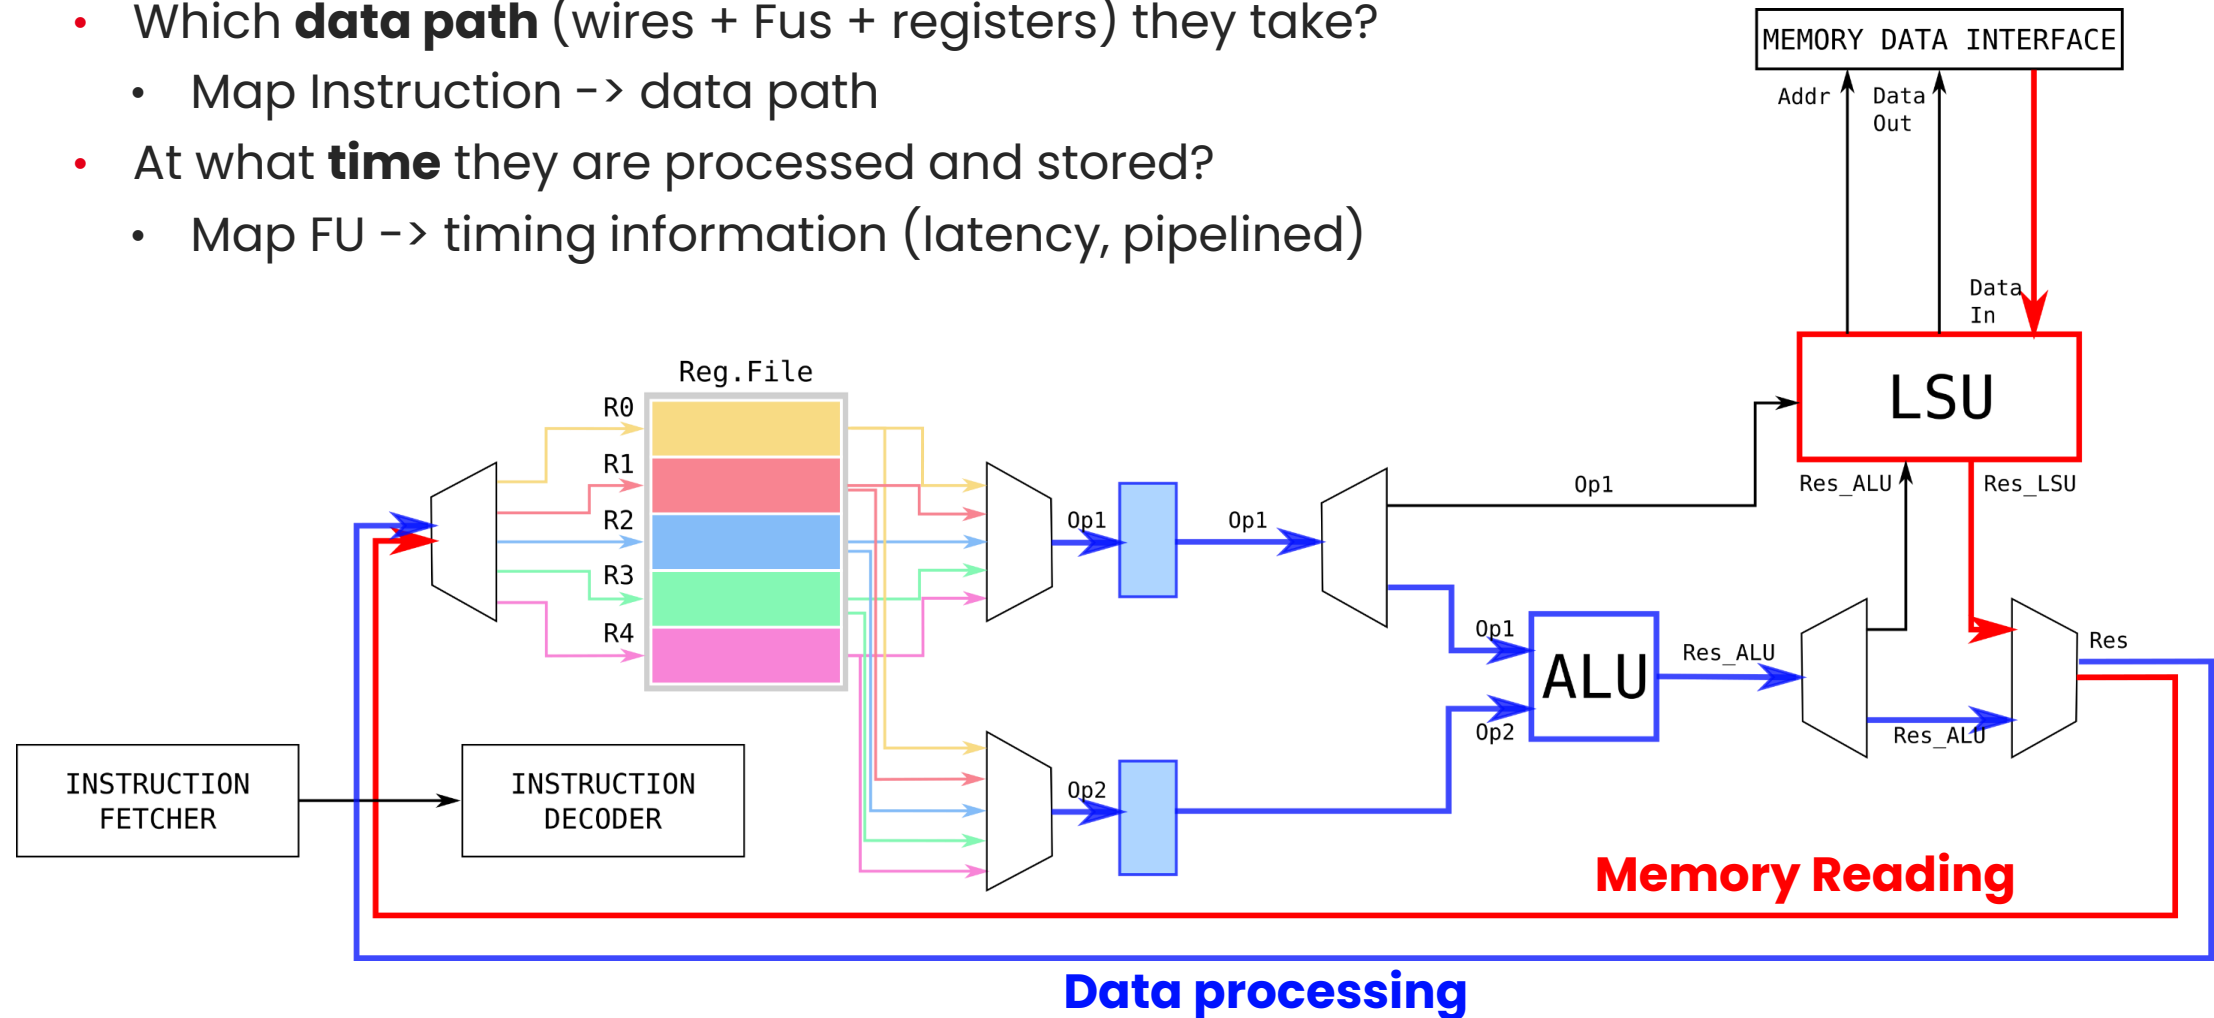 • Which data path (wires + Fus + registers) they take?
• Map Instruction -> data path
• At what time they are processed and stored?
• Map FU -> timing information (latency, pipelined)
MEMORY DATA INTERFACE
Addr
Data
Out
Data
In
LSU
Reg.File
R0
R1
R2
R3
R4
Op1
Op1
Op1
Res_ALU
Res_LSU
Op1
ALU
Op2
Res_ALU
Res_ALU
Res
Op2
INSTRUCTION
FETCHER
INSTRUCTION
DECODER
Memory Reading
Data processing